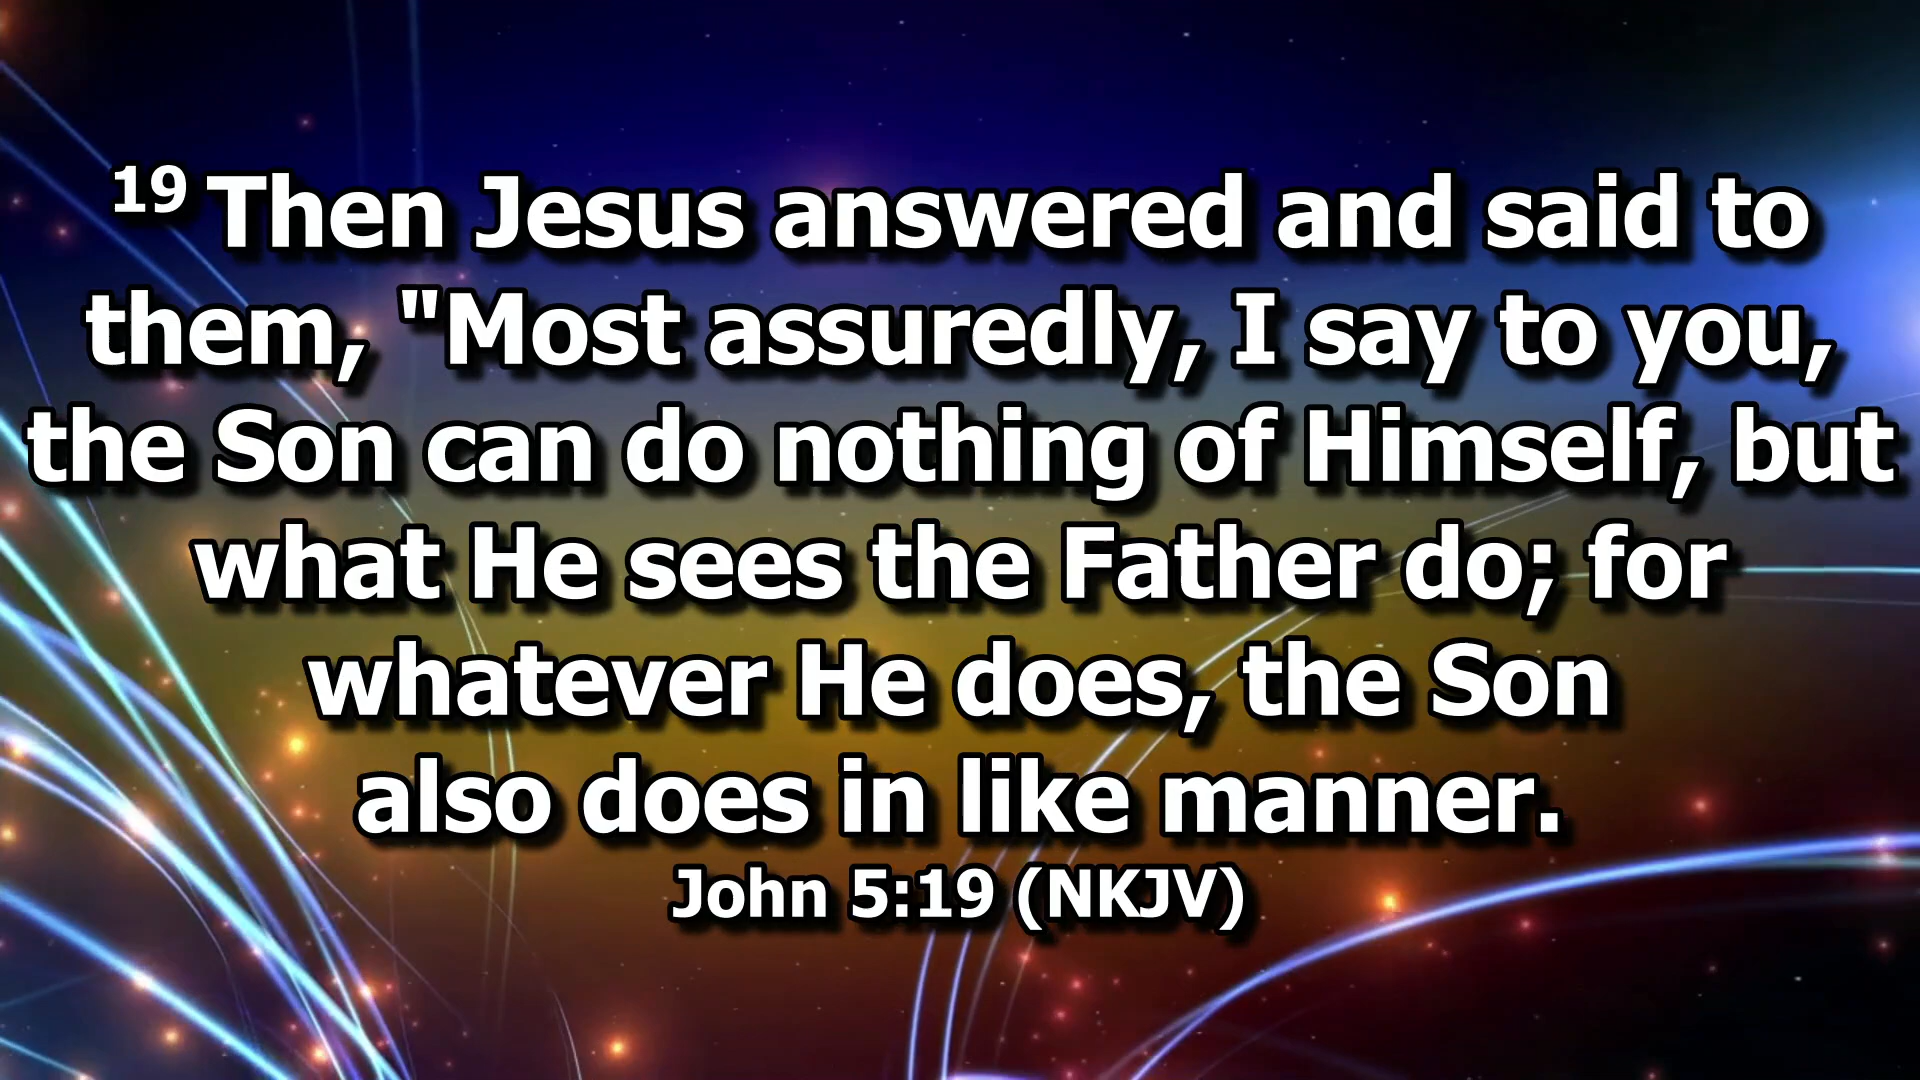 19 Then Jesus answered and said to
them, "Most assuredly, I say to you,
the Son can do nothing of Himself, but
what He sees the Father do; for
whatever He does, the Son
also does in like manner.
John 5:19 (NKJV)